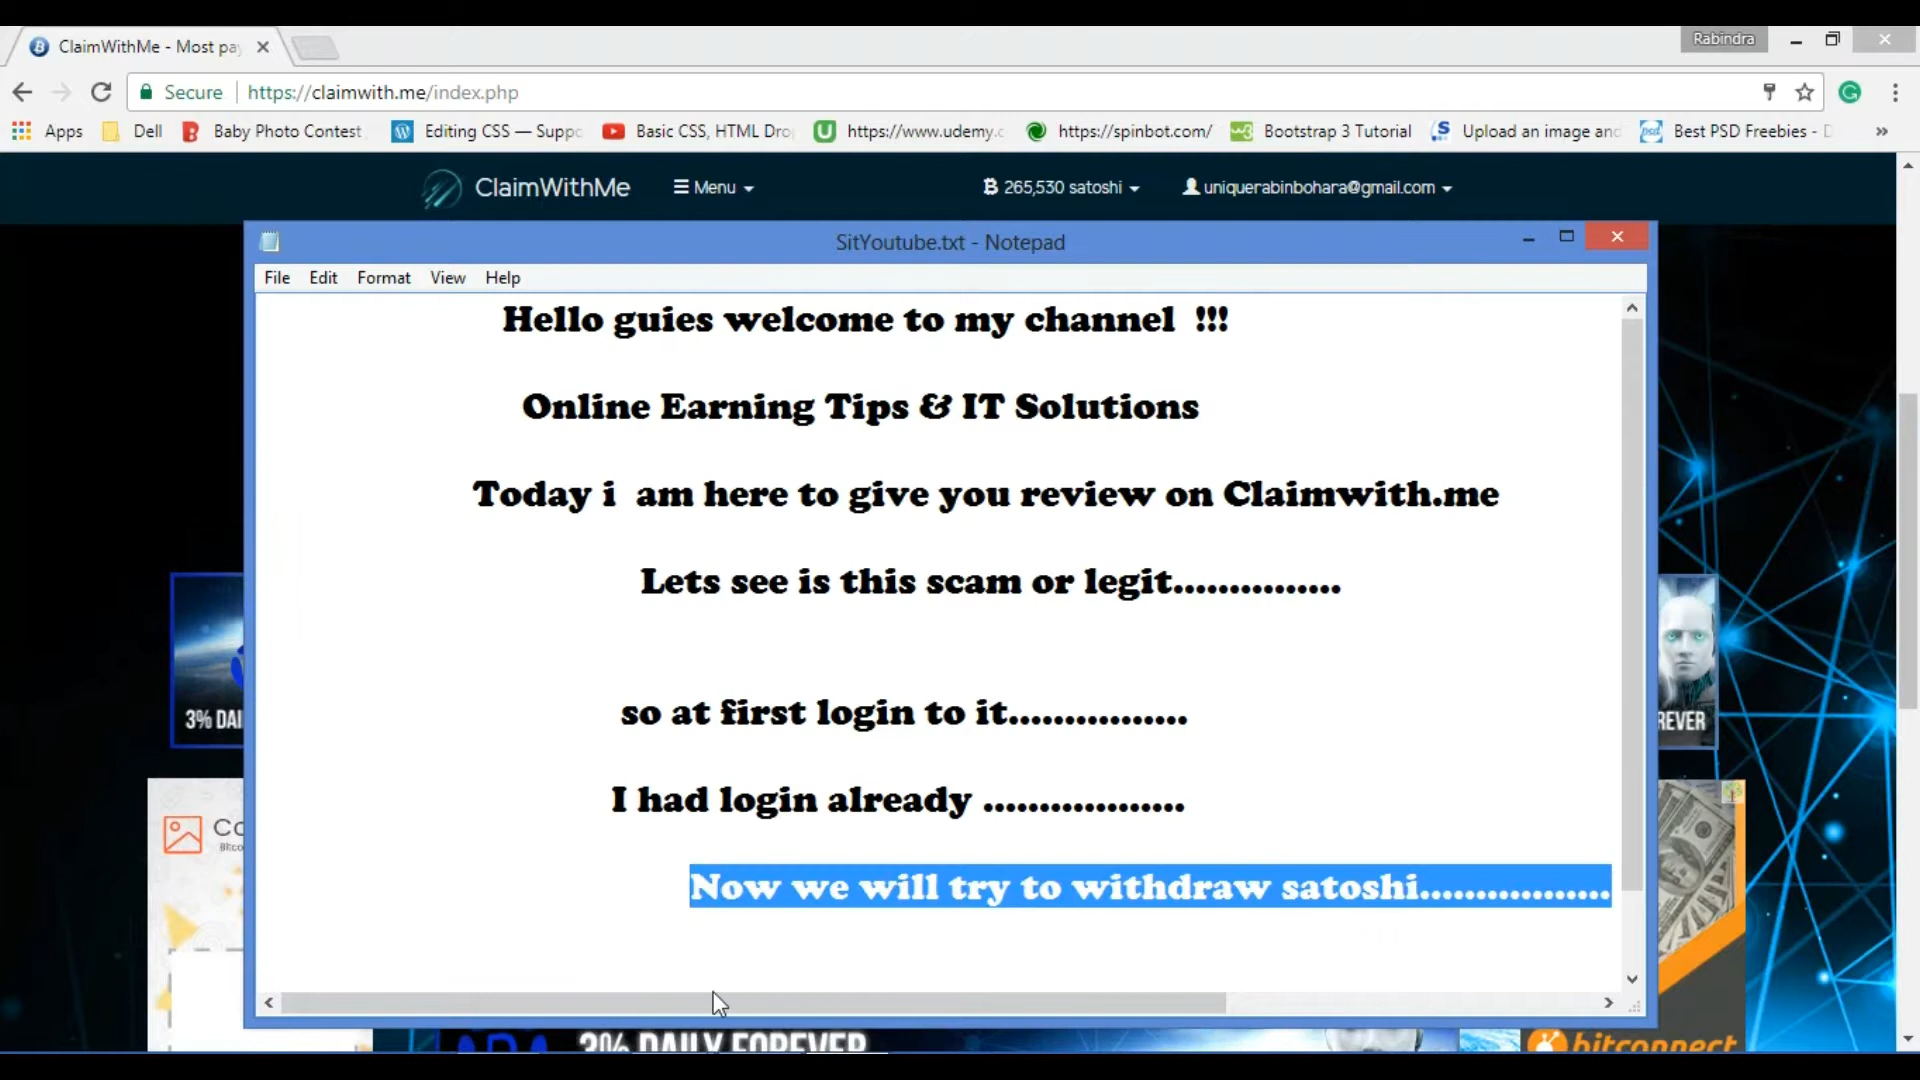 ClaimWithMe - Most pa
Rabindra
Secure https://claimwith.me/index.php
Apps Dell Baby Photo Contest Editing CSS — Suppo Basic CSS, HTML Dro https://www.udemy.c https://spinbot.com/ Bootstrap 3 Tutorial Upload an image and Best PSD Freebies - D »
ClaimWithMe Menu 265,530 satoshi uniquerabinbohara@gmail.com
SitYoutube.txt - Notepad
File Edit Format View Help
Hello guies welcome to my channel !!!
Online Earning Tips & IT Solutions
Today i am here to give you review on Claimwith.me
Lets see is this scam or legit...............
so at first login to it................
I had login already ..................
Now we will try to withdraw satoshi.................
3% DAI
REVER
Co
Bitco
3% DAILY FOREVER
bitconnect